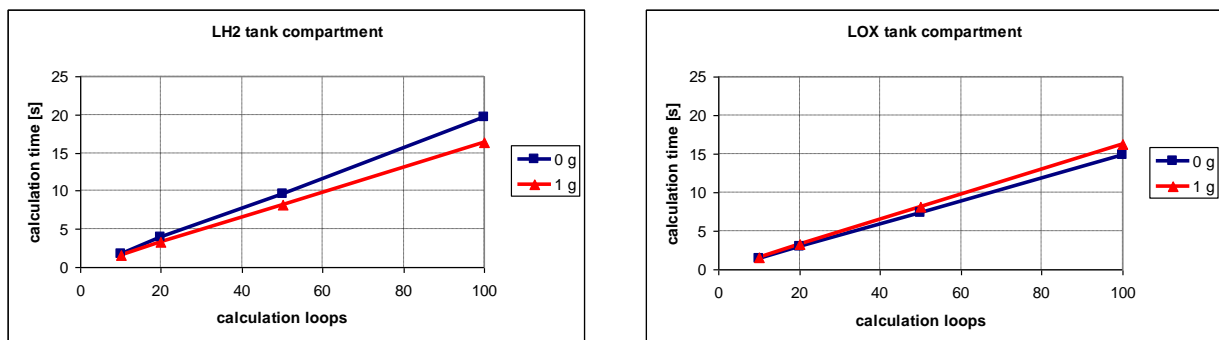 LH2 tank compartment
calculation time [s]
25
20
15
10
5
0
0 20 40 60 80 100
calculation loops
0 g
1 g
LOX tank compartment
calculation time [s]
25
20
15
10
5
0
0 20 40 60 80 100
calculation loops
0 g
1 g